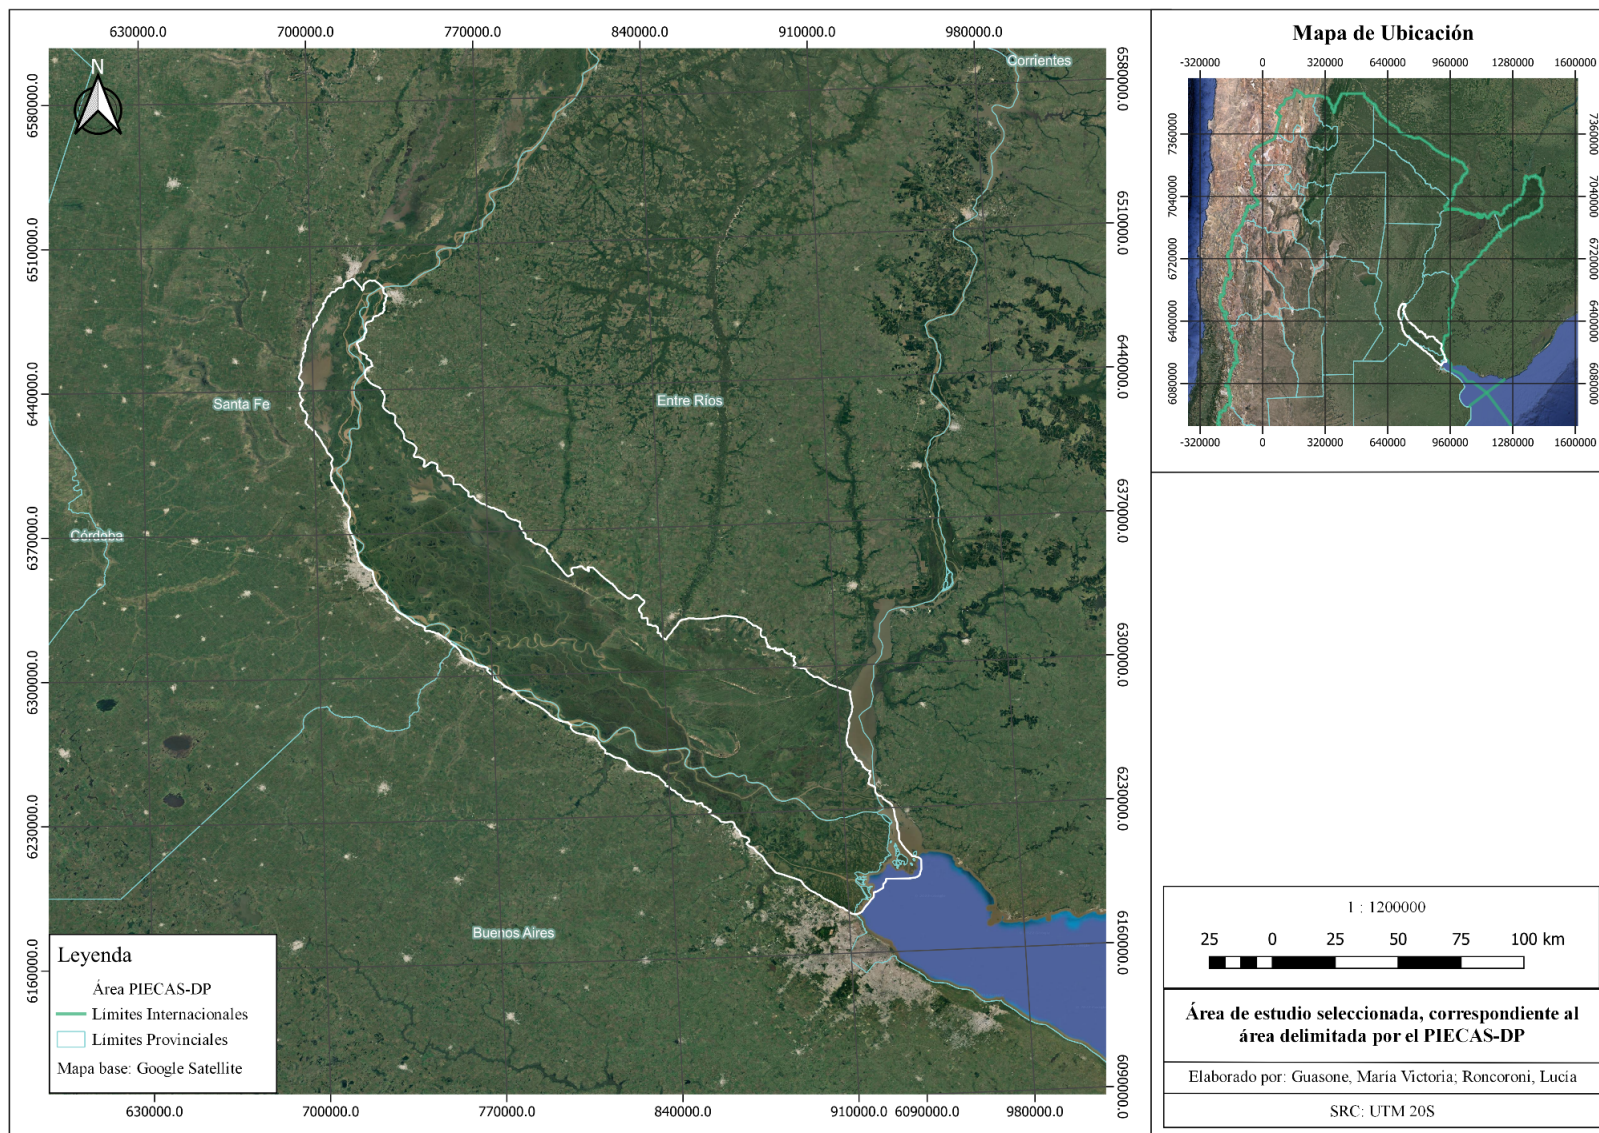 630000.0 700000.0 770000.0 840000.0 910000.0 980000.0
N
Corrientes
6580000.0 6580000.0
6510000.0 6510000.0
6440000.0 6440000.0
Santa Fe
Entre Ríos
6370000.0 6370000.0
Córdoba
6300000.0 6300000.0
6230000.0 6230000.0
Buenos Aires
6160000.0 6160000.0
6090000.0
Leyenda
Área PIECAS-DP
Límites Internacionales
Límites Provinciales
Mapa base: Google Satellite
630000.0 700000.0 770000.0 840000.0 910000.0 6090000.0 980000.0
Mapa de Ubicación
-320000 0 320000 640000 960000 1280000 1600000
7360000 736000
7040000 7040000
6720000 6720000
6400000 6400000
6080000 6080000
-320000 0 320000 640000 960000 1280000 1600000
1 : 1200000
25 0 25 50 75 100 km
Área de estudio seleccionada, correspondiente al
área delimitada por el PIECAS-DP
Elaborado por: Guasone, Maria Victoria; Roncoroni, Lucia
SRC: UTM 20S